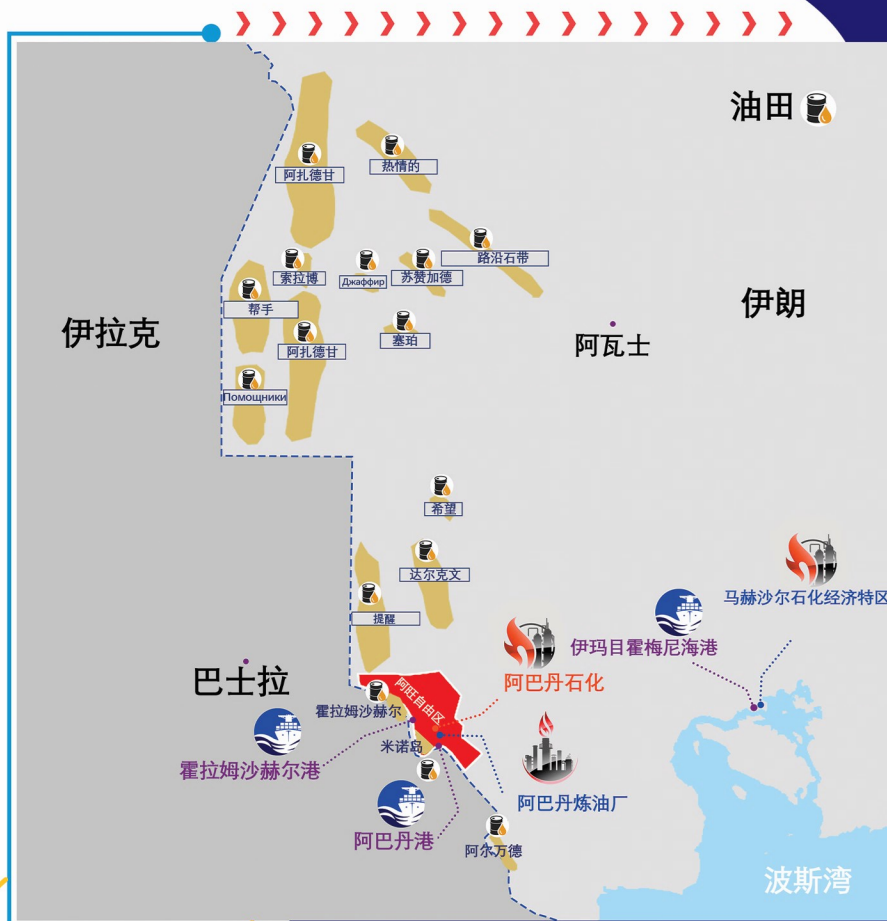 油田
阿扎德甘
热情的
路沿石带
索拉博
Джаффир
苏赞加德
帮手
伊朗
伊拉克
阿扎德甘
塞珀
阿瓦士
Помощники
希望
达尔克文
马赫沙尔石化经济特区
提醒
伊玛目霍梅尼海港
巴士拉
阿巴丹石化
阿旺自由区
霍拉姆沙赫尔
米诺岛
霍拉姆沙赫尔港
阿巴丹炼油厂
阿巴丹港
阿尔万德
波斯湾